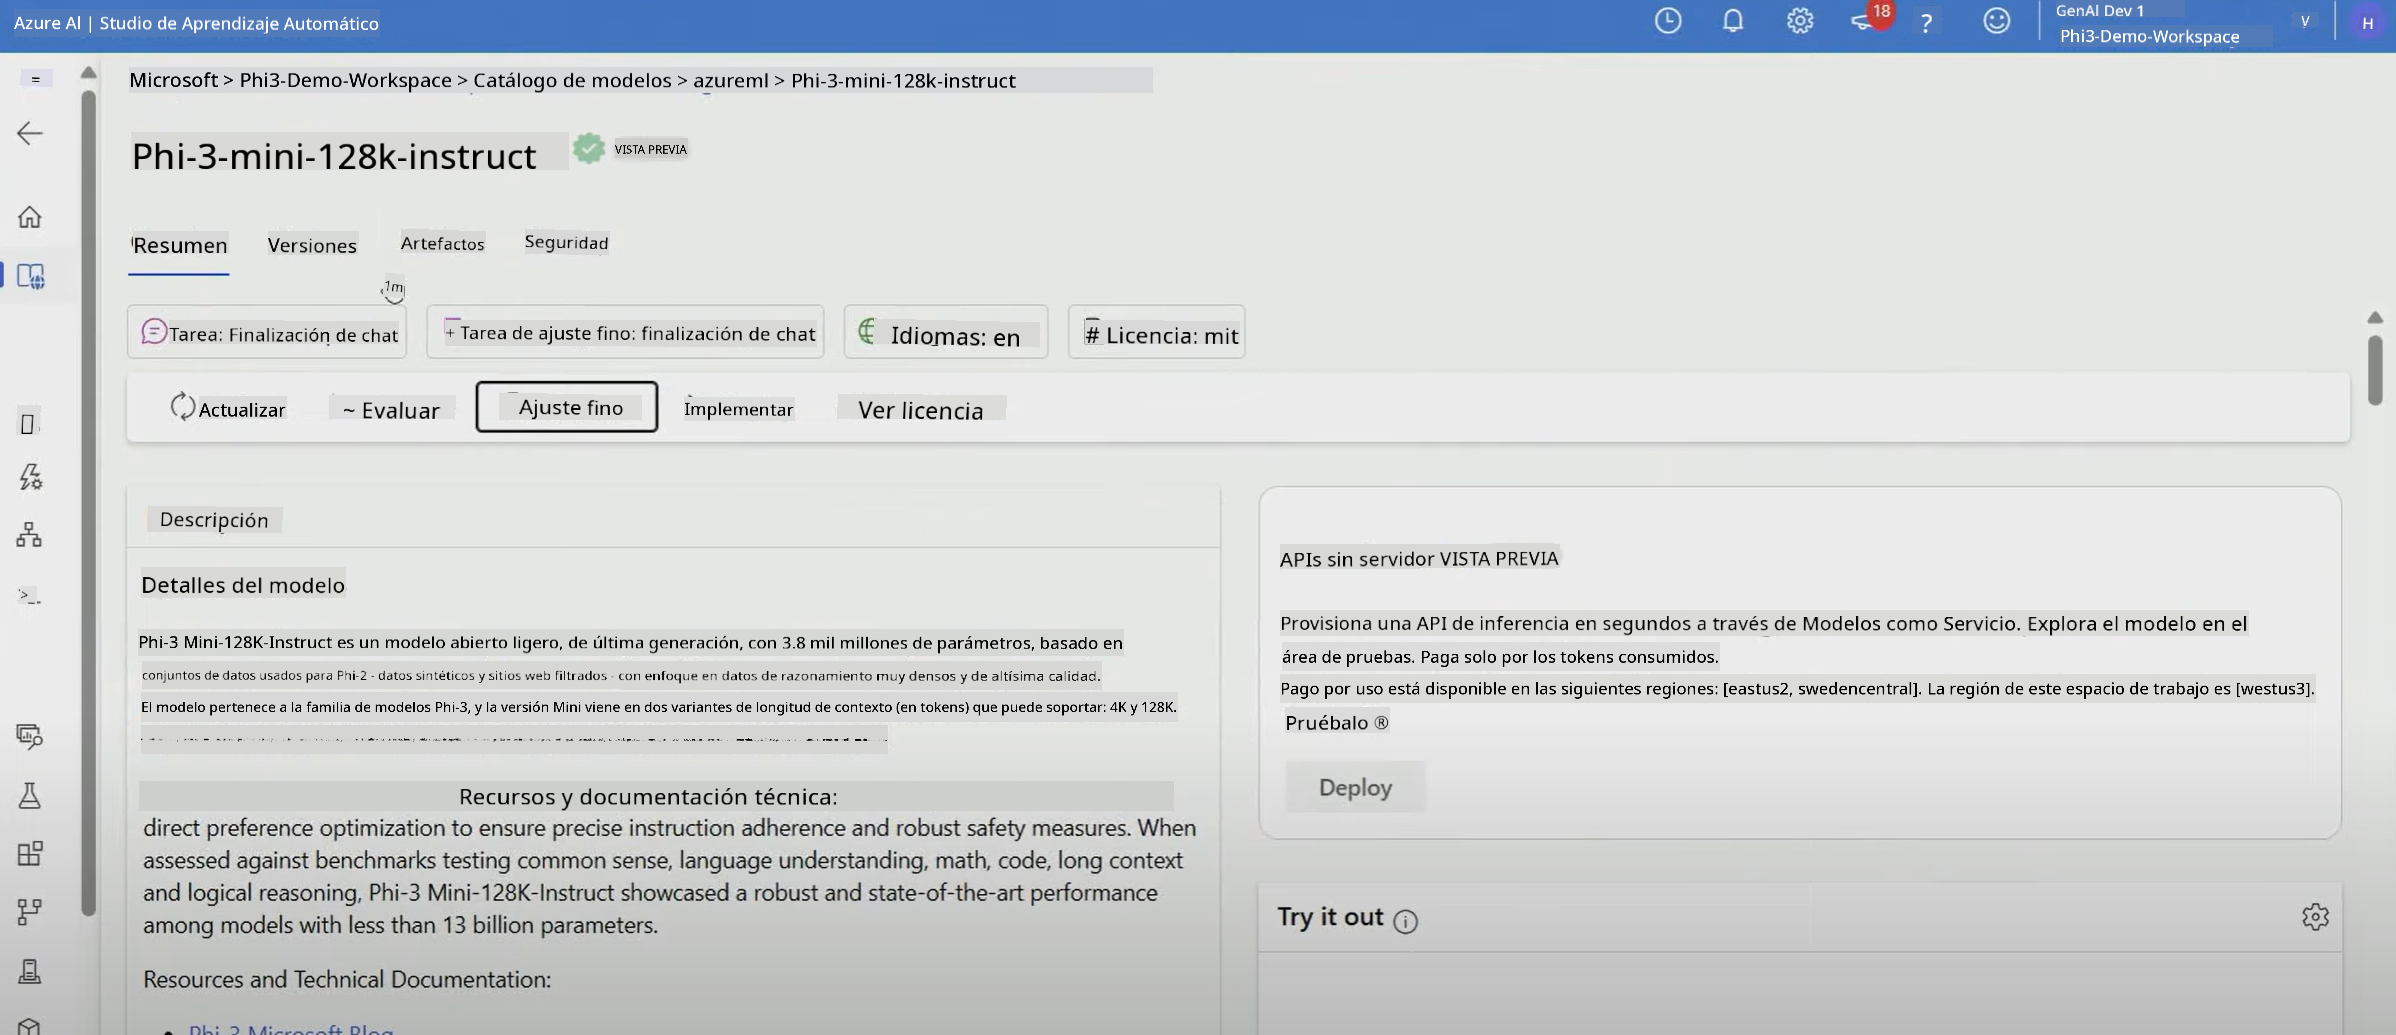 Azure AI | Studio de Aprendizaje Automático
18
?
GenAI Dev 1
Phi3-Demo-Workspace
V
H
Microsoft > Phi3-Demo-Workspace > Catálogo de modelos > azureml > Phi-3-mini-128k-instruct
Phi-3-mini-128k-instruct
VISTA PREVIA
Resumen
Versiones
Artefactos
Seguridad
1m
Tarea: Finalización de chat
+ Tarea de ajuste fino: finalización de chat
Idiomas: en
# Licencia: mit
Actualizar
~ Evaluar
Ajuste fino
Implementar
Ver licencia
Descripción
Detalles del modelo
Phi-3 Mini-128K-Instruct es un modelo abierto ligero, de última generación, con 3.8 mil millones de parámetros, basado en
conjuntos de datos usados para Phi-2 - datos sintéticos y sitios web filtrados - con enfoque en datos de razonamiento muy densos y de altísima calidad.
El modelo pertenece a la familia de modelos Phi-3, y la versión Mini viene en dos variantes de longitud de contexto (en tokens) que puede soportar: 4K y 128K.
Recursos y documentación técnica:
direct preference optimization to ensure precise instruction adherence and robust safety measures. When
assessed against benchmarks testing common sense, language understanding, math, code, long context
and logical reasoning, Phi-3 Mini-128K-Instruct showcased a robust and state-of-the-art performance
among models with less than 13 billion parameters.
Resources and Technical Documentation:
• Phi-3 Microsoft Blog
APIs sin servidor VISTA PREVIA
Provisiona una API de inferencia en segundos a través de Modelos como Servicio. Explora el modelo en el
área de pruebas. Paga solo por los tokens consumidos.
Pago por uso está disponible en las siguientes regiones: [eastus2, swedencentral]. La región de este espacio de trabajo es [westus3].
Pruébalo ®
Deploy
Try it out